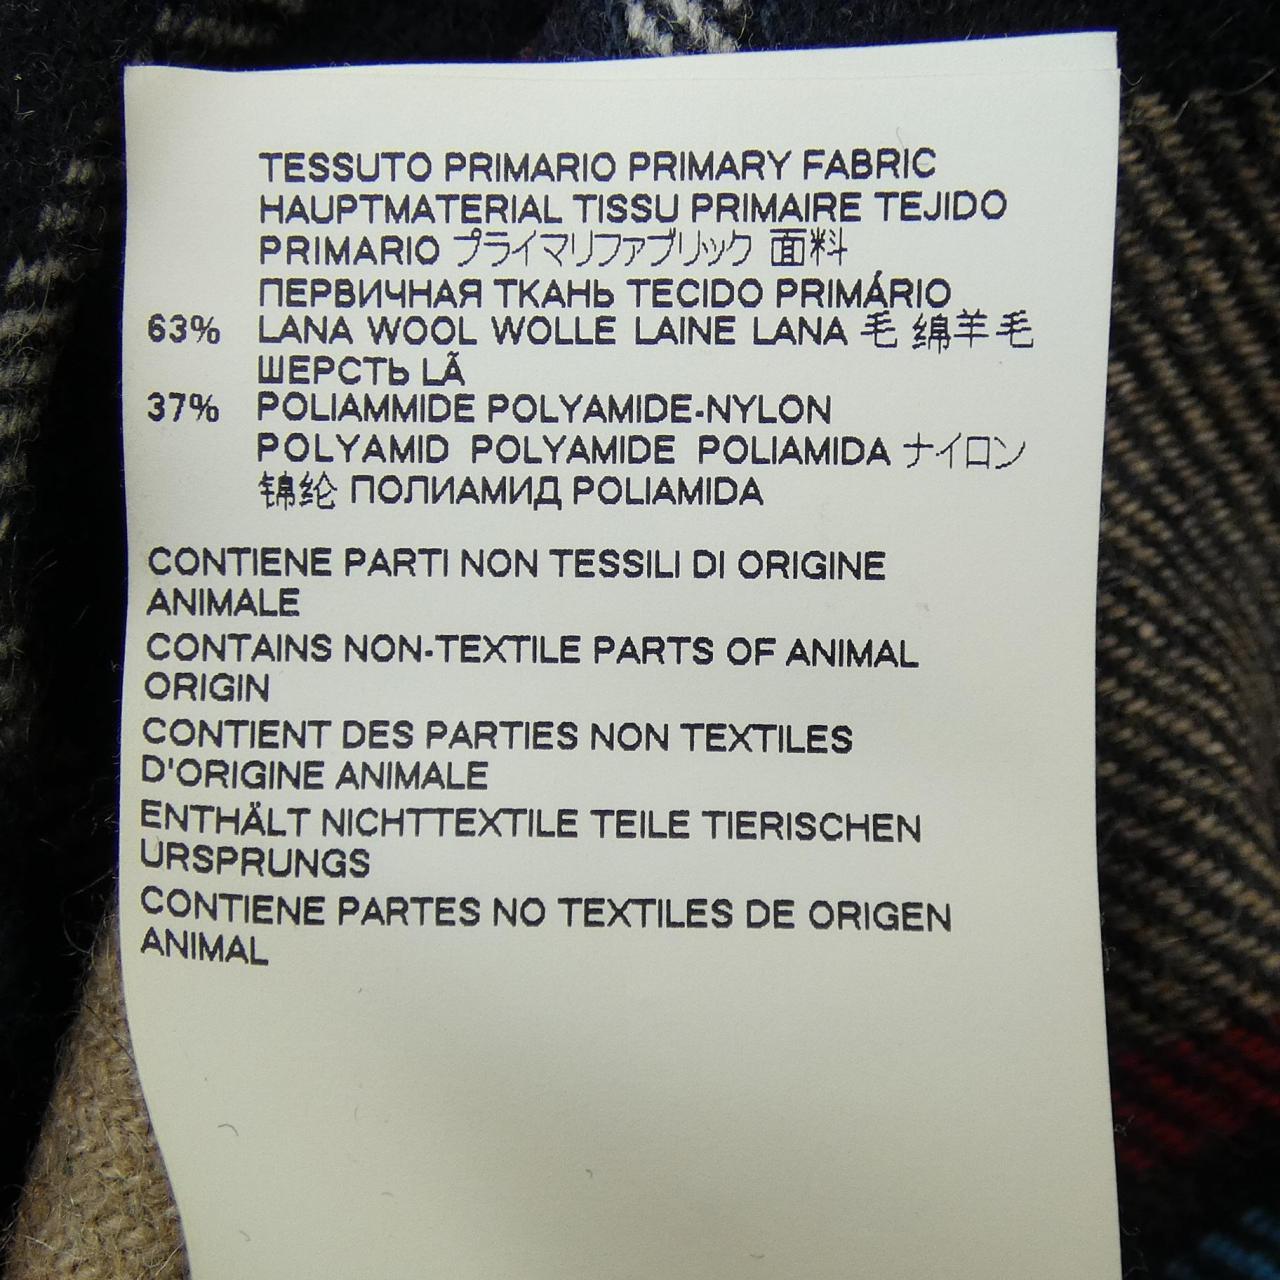 TESSUTO PRIMARIO PRIMARY FABRIC
HAUPTMATERIAL TISSU PRIMAIRE TEJIDO
PRIMARIO プライマリファブリック 面料
ПЕРВИЧНАЯ ТКАНЬ TECIDO PRIMÁRIO
63% LANA WOOL WOLLE LAINE LANA 毛 绵羊毛
ШЕРСТЬ LÃ
37% POLIAMMIDE POLYAMIDE-NYLON
POLYAMID POLYAMIDE POLIAMIDA ナイロン
锦纶 ПОЛИАМИД POLIAMIDA
CONTIENE PARTI NON TESSILI DI ORIGINE
ANIMALE
CONTAINS NON-TEXTILE PARTS OF ANIMAL
ORIGIN
CONTIENT DES PARTIES NON TEXTILES
D'ORIGINE ANIMALE
ENTHÄLT NICHTTEXTILE TEILE TIERISCHEN
URSPRUNGS
CONTIENE PARTES NO TEXTILES DE ORIGEN
ANIMAL